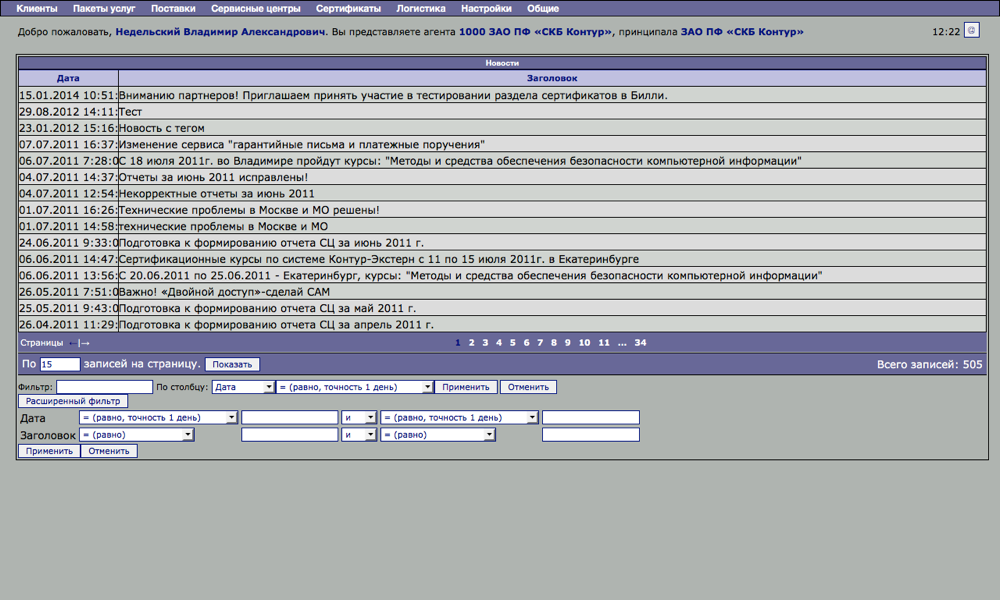 Клиенты Пакеты услуг Поставки Сервисные центры Сертификаты Логистика Настройки Общие
Добро пожаловать, Недельский Владимир Александрович. Вы представляете агента 1000 ЗАО ПФ «СКБ Контур», принципала ЗАО ПФ «СКБ Контур» 12:22 @
Новости
Дата Заголовок
15.01.2014 10:51: Вниманию партнеров! Приглашаем принять участие в тестировании раздела сертификатов в Билли.
29.08.2012 14:11: Тест
23.01.2012 15:16: Новость с тегом
07.07.2011 16:37: Изменение сервиса "гарантийные письма и платежные поручения"
06.07.2011 7:28:0 С 18 июля 2011г. во Владимире пройдут курсы: "Методы и средства обеспечения безопасности компьютерной информации"
04.07.2011 14:37: Отчеты за июнь 2011 исправлены!
04.07.2011 12:54: Некорректные отчеты за июнь 2011
01.07.2011 16:26: Технические проблемы в Москве и МО решены!
01.07.2011 14:58: технические проблемы в Москве и МО
24.06.2011 9:33:0 Подготовка к формированию отчета СЦ за июнь 2011 г.
06.06.2011 14:47: Сертификационные курсы по системе Контур-Экстерн с 11 по 15 июля 2011г. в Екатеринбурге
06.06.2011 13:56: С 20.06.2011 по 25.06.2011 - Екатеринбург, курсы: "Методы и средства обеспечения безопасности компьютерной информации"
26.05.2011 7:51:0 Важно! «Двойной доступ»-сделай САМ
25.05.2011 9:43:0 Подготовка к формированию отчета СЦ за май 2011 г.
26.04.2011 11:29: Подготовка к формированию отчета СЦ за апрель 2011 г.
Страницы ←|→ 1 2 3 4 5 6 7 8 9 10 11 ... 34
По 15 записей на страницу. Показать Всего записей: 505
Фильтр: По столбцу: Дата = (равно, точность 1 день) Применить Отменить
Расширенный фильтр
Дата = (равно, точность 1 день) и = (равно, точность 1 день)
Заголовок = (равно) и = (равно)
Применить Отменить